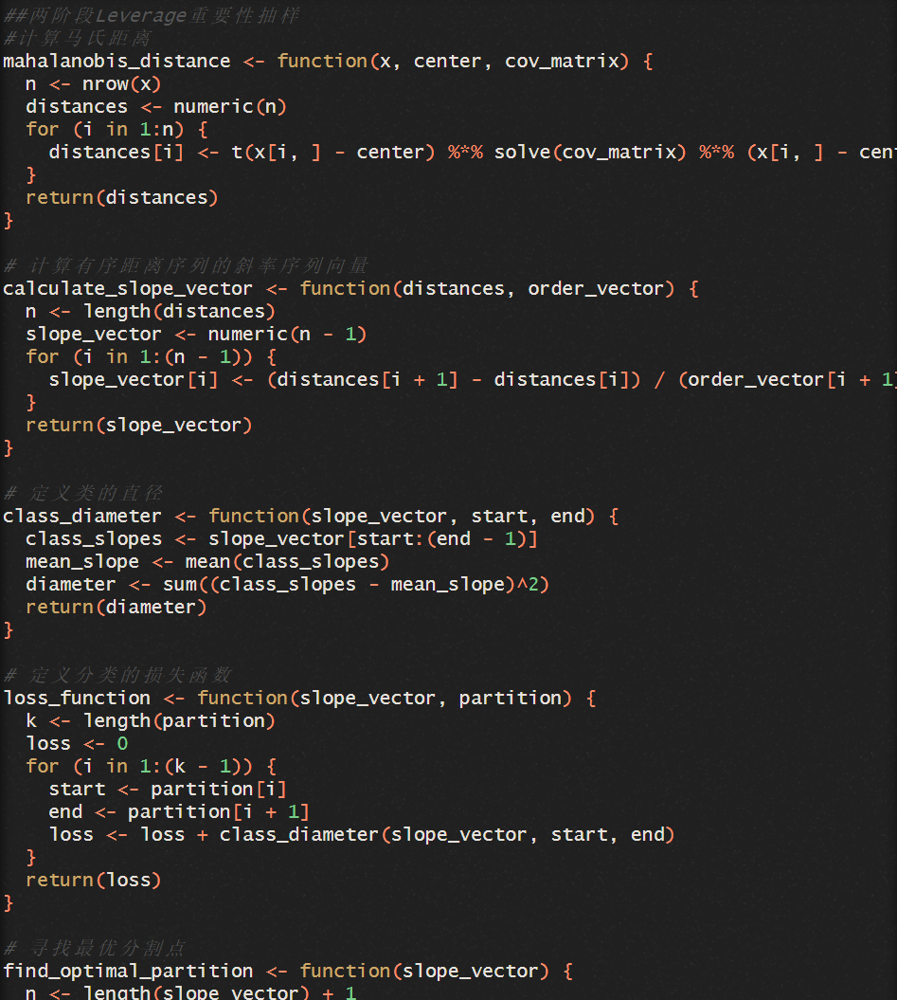 ##两阶段Leverage重要性抽样
#计算马氏距离
mahalanobis_distance <- function(x, center, cov_matrix) {
  n <- nrow(x)
  distances <- numeric(n)
  for (i in 1:n) {
    distances[i] <- t(x[i, ] - center) %*% solve(cov_matrix) %*% (x[i, ] - cen
  }
  return(distances)
}

# 计算有序距离序列的斜率序列向量
calculate_slope_vector <- function(distances, order_vector) {
  n <- length(distances)
  slope_vector <- numeric(n - 1)
  for (i in 1:(n - 1)) {
    slope_vector[i] <- (distances[i + 1] - distances[i]) / (order_vector[i + 1]
  }
  return(slope_vector)
}

# 定义类的直径
class_diameter <- function(slope_vector, start, end) {
  class_slopes <- slope_vector[start:(end - 1)]
  mean_slope <- mean(class_slopes)
  diameter <- sum((class_slopes - mean_slope)^2)
  return(diameter)
}

# 定义分类的损失函数
loss_function <- function(slope_vector, partition) {
  k <- length(partition)
  loss <- 0
  for (i in 1:(k - 1)) {
    start <- partition[i]
    end <- partition[i + 1]
    loss <- loss + class_diameter(slope_vector, start, end)
  }
  return(loss)
}

# 寻找最优分割点
find_optimal_partition <- function(slope_vector) {
  n <- length(slope_vector) + 1